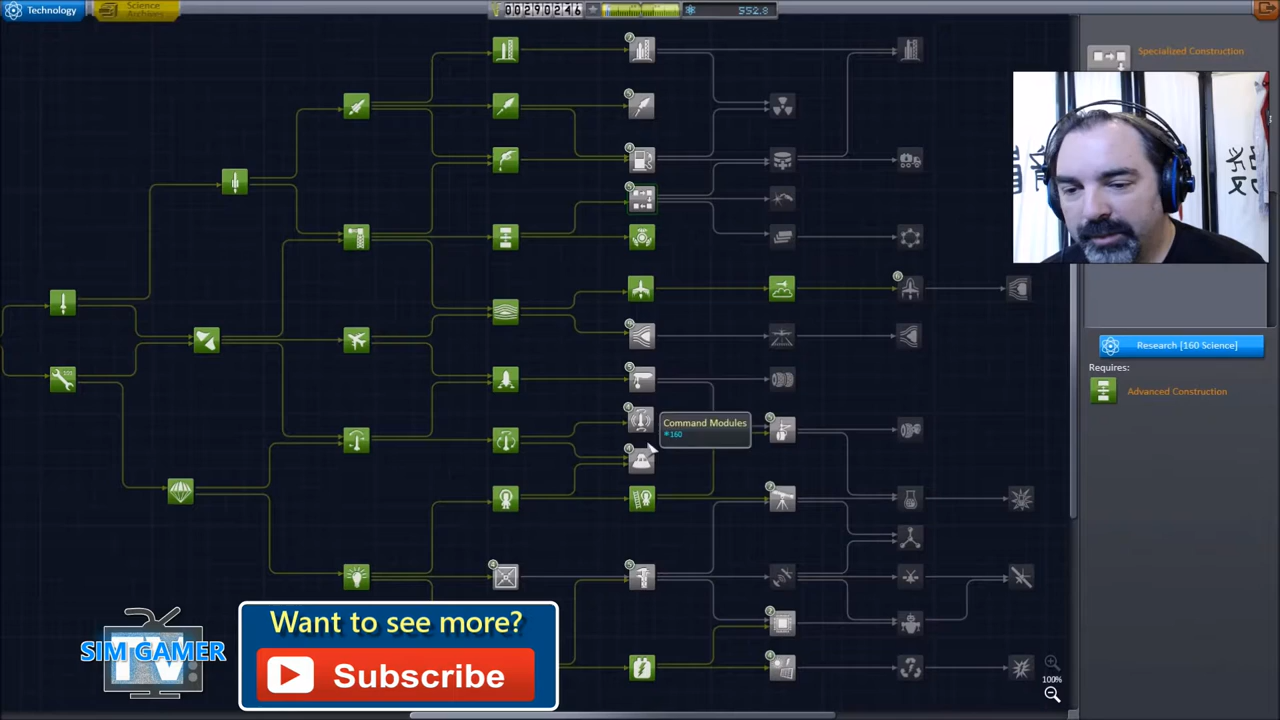 Technology
Science
Archives
00290246
552.8
Specialized Construction
Research [160 Science]
Requires:
Advanced Construction
Command Modules
160
Want to see more?
Subscribe
SIM GAMER
TV
100%